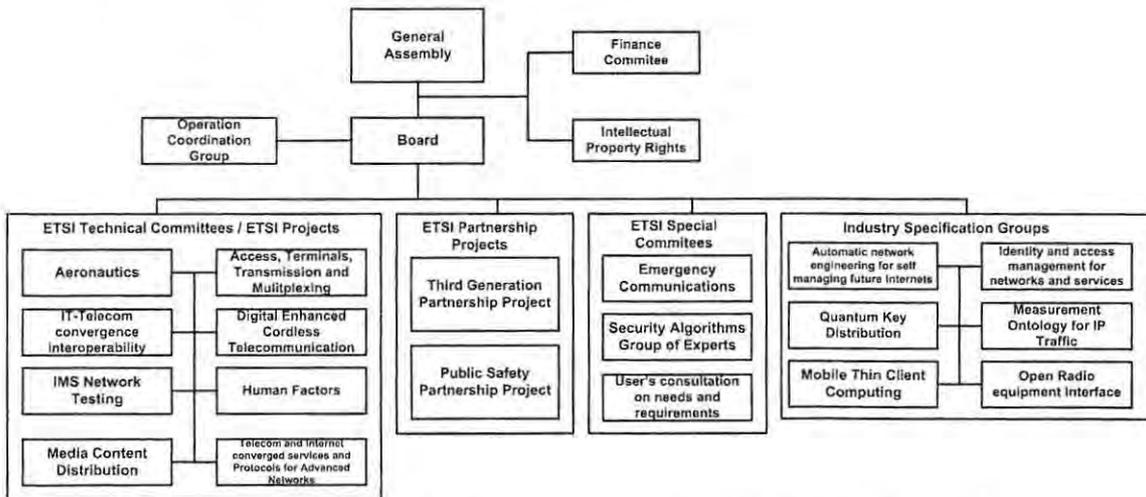 General
Assembly
Finance
Commitee
Operation
Coordination
Group
Board
Intellectual
Property Rights
ETSI Technical Committees / ETSI Projects
Aeronautics
Access, Terminals,
Transmission and
Mulitplexing
IT-Telecom
convergence
interoperability
Digital Enhanced
Cordless
Telecommunication
IMS Network
Testing
Human Factors
Media Content
Distribution
Telecom and Internet
converged services and
Protocols for Advanced
Networks
ETSI Partnership
Projects
Third Generation
Partnership Project
Public Safety
Partnership Project
ETSI Special
Commitees
Emergency
Communications
Security Algorithms
Group of Experts
User's consultation
on needs and
requirements
Industry Specification Groups
Automatic network
engineering for self
managing future Internets
Identity and access
management for
networks and services
Quantum Key
Distribution
Measurement
Ontology for IP
Traffic
Mobile Thin Client
Computing
Open Radio
equipment Interface